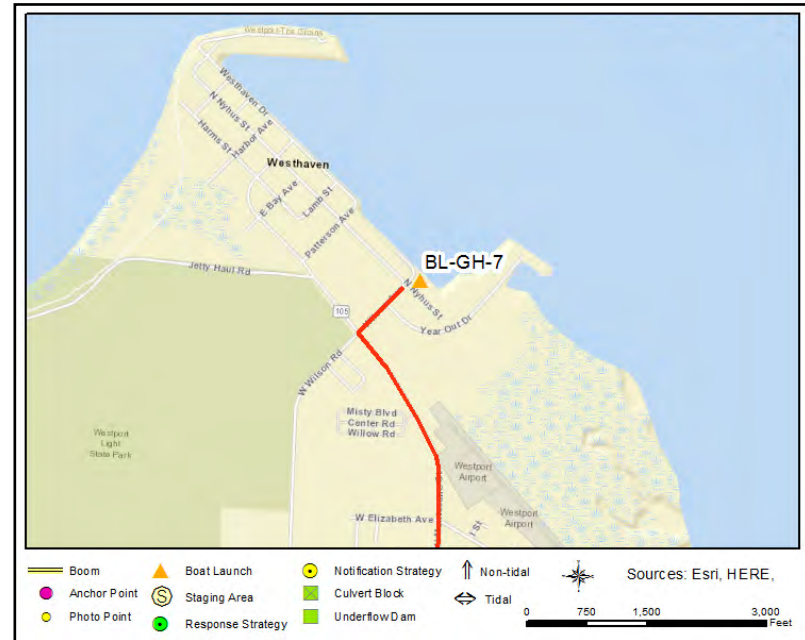 Westport-Tbx Groins
Westhaven Dr
N Nyhus St
Harbor Ave
Harms St
Westhaven
E Bay Ave
Lamb St
Patterson Ave
BL-GH-7
Jetty Haul Rd
N Nyhus St
105
Year Out Dr
W Wilson Rd
Misty Blvd
Center Rd
Willow Rd
Westport
Light
State Park
Westport
Airport
W Elizabeth Ave
I St
Westport
Airport
Boom
Boat Launch
Notification Strategy
Non-tidal
Sources: Esri, HERE,
Anchor Point
S
Staging Area
Culvert Block
Tidal
Photo Point
Response Strategy
Underflow Dam
0 750 1,500 3,000
Feet